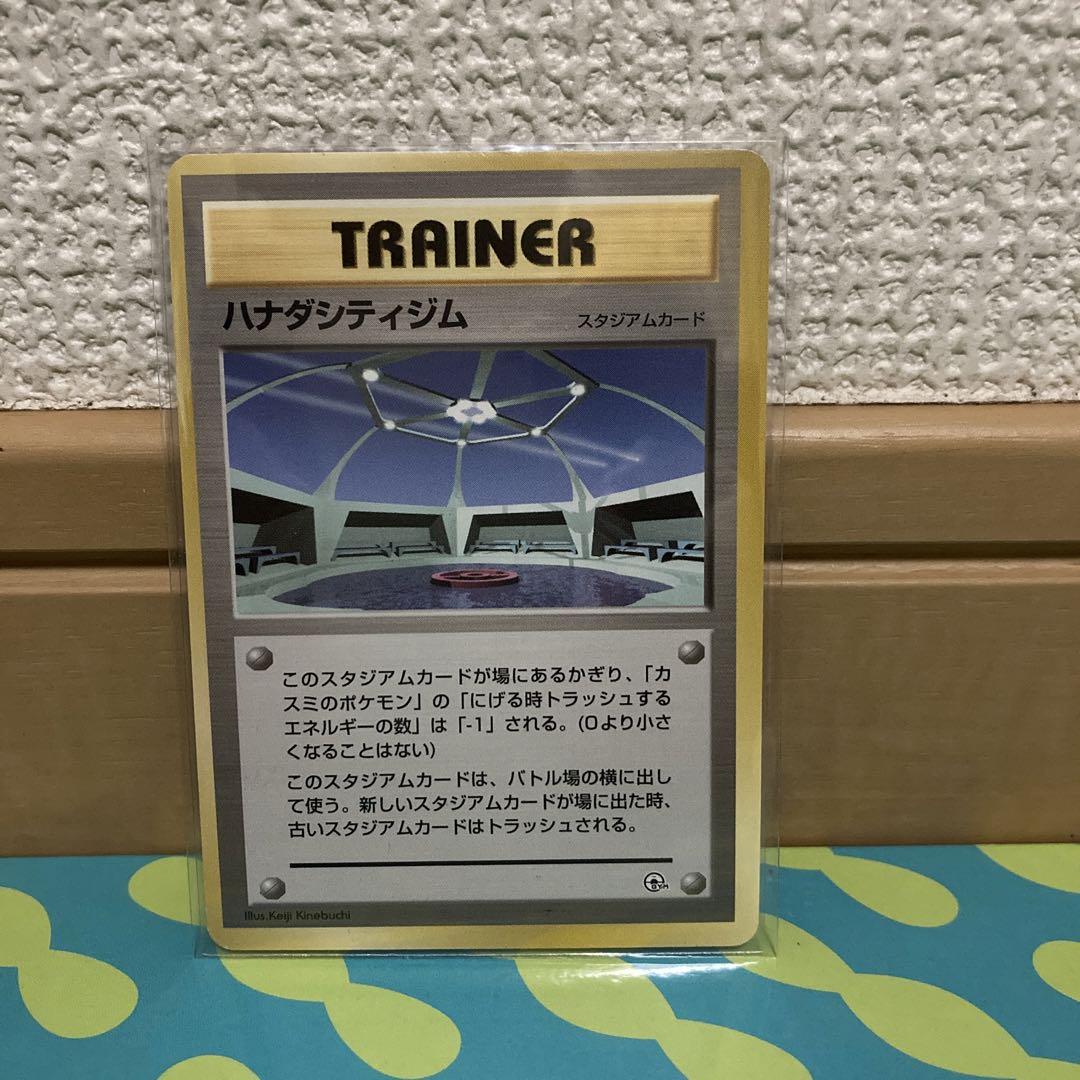 TRAINER
ハナダシティジム
スタジアムカード
このスタジアムカードが場にあるかぎり、「カ
スミのポケモン」の「にげる時トラッシュする
エネルギーの数」は「-1」される。(0より小さ
くなることはない)
このスタジアムカードは、バトル場の横に出し
て使う。新しいスタジアムカードが場に出た時、
古いスタジアムカードはトラッシュされる。
GYM
Illus.Keiji Kinebuchi